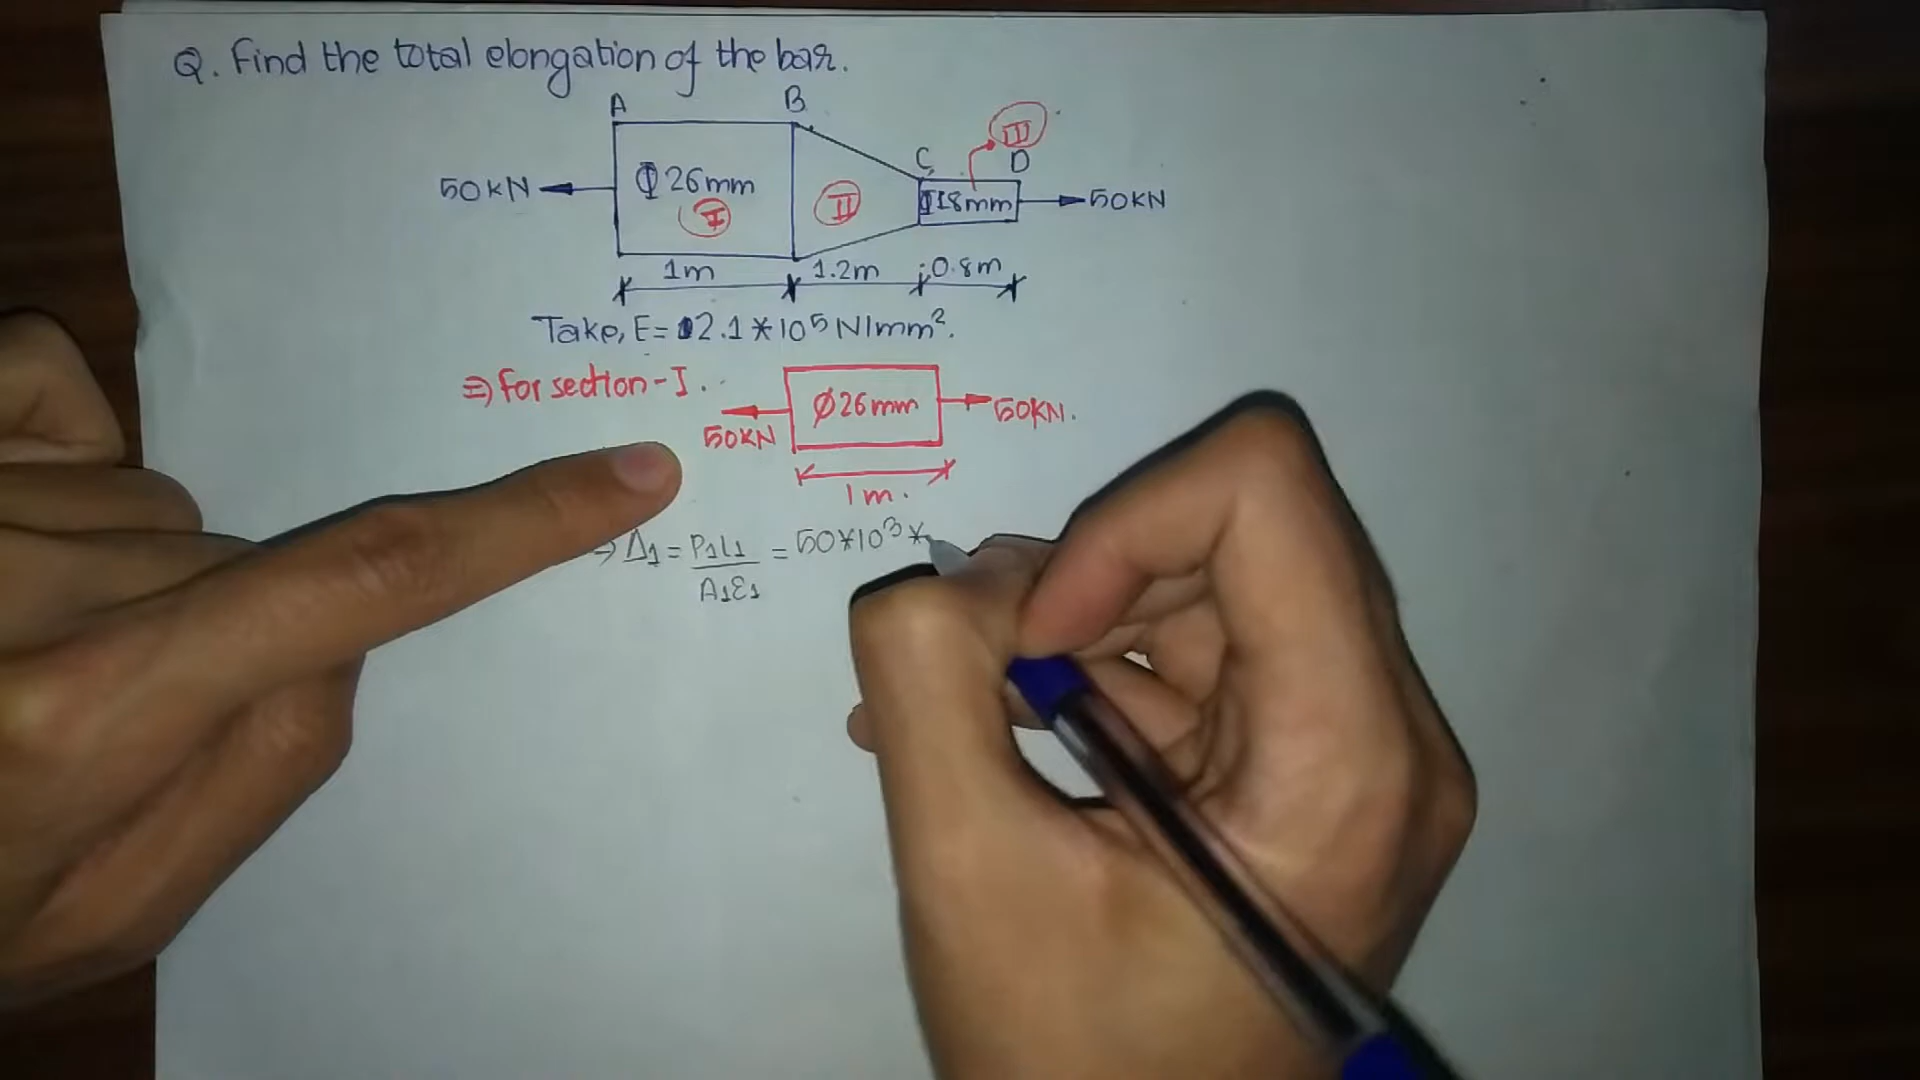 Q. Find the total elongation of the bar.
A B
C D III
50KN Φ26mm I II Φ18mm 50KN
1m 1.2m 0.8m
Take, E= 2.1*10⁵ N/mm².
⇒ For section-I.
50KN ø26mm 50KN.
1m.
⇒ Δ1 = P1L1 / A1E1 = 50*10³*